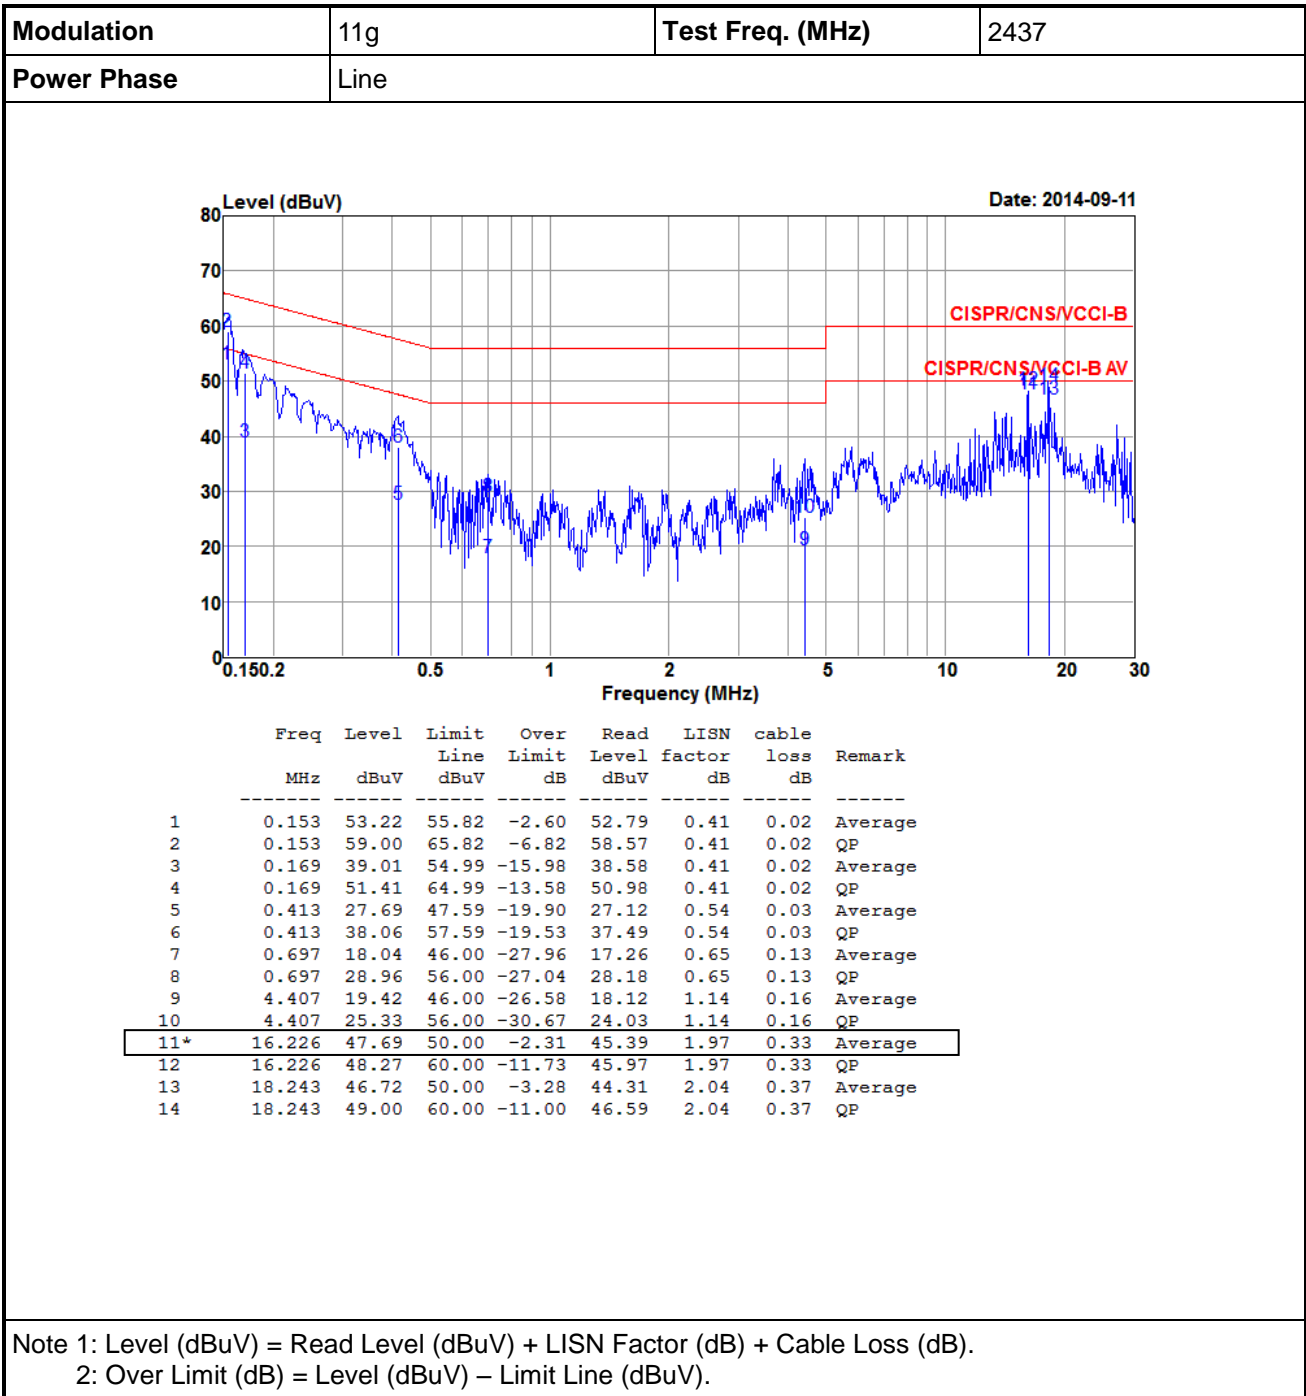 Modulation 11g Test Freq. (MHz) 2437
Power Phase Line
Level (dBuV) Date: 2014-09-11
80
70
60
50
40
30
20
10
0
CISPR/CNS/VCCI-B
CISPR/CNS/VCCI-B AV
2
4
3
6
5
8
7
10
9
13
0.15 0.2 0.5 1 2 5 10 20 30
Frequency (MHz)
Freq Level Limit Over Read LISN cable
Line Limit Level factor loss Remark
MHz dBuV dBuV dB dBuV dB dB
------- ------ ------ ------ ------ ------ ------ ------
1 0.153 53.22 55.82 -2.60 52.79 0.41 0.02 Average
2 0.153 59.00 65.82 -6.82 58.57 0.41 0.02 QP
3 0.169 39.01 54.99 -15.98 38.58 0.41 0.02 Average
4 0.169 51.41 64.99 -13.58 50.98 0.41 0.02 QP
5 0.413 27.69 47.59 -19.90 27.12 0.54 0.03 Average
6 0.413 38.06 57.59 -19.53 37.49 0.54 0.03 QP
7 0.697 18.04 46.00 -27.96 17.26 0.65 0.13 Average
8 0.697 28.96 56.00 -27.04 28.18 0.65 0.13 QP
9 4.407 19.42 46.00 -26.58 18.12 1.14 0.16 Average
10 4.407 25.33 56.00 -30.67 24.03 1.14 0.16 QP
11* 16.226 47.69 50.00 -2.31 45.39 1.97 0.33 Average
12 16.226 48.27 60.00 -11.73 45.97 1.97 0.33 QP
13 18.243 46.72 50.00 -3.28 44.31 2.04 0.37 Average
14 18.243 49.00 60.00 -11.00 46.59 2.04 0.37 QP
Note 1: Level (dBuV) = Read Level (dBuV) + LISN Factor (dB) + Cable Loss (dB).
2: Over Limit (dB) = Level (dBuV) – Limit Line (dBuV).